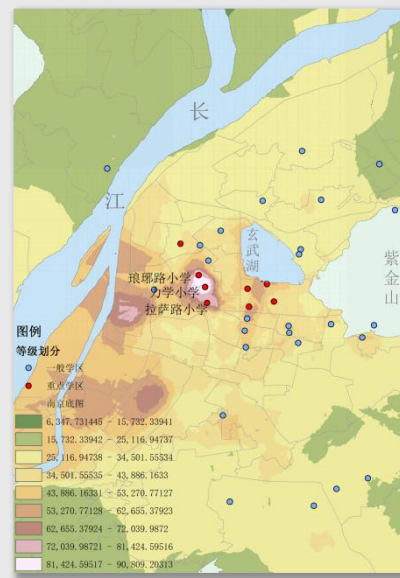 长
江
玄武湖
紫金山
琅琊路小学
力学小学
拉萨路小学
图例
等级划分
一般学区
重点学区
南京底图
6,347.731445 - 15,732.33941
15,732.33942 - 25,116.94737
25,116.94738 - 34,501.55534
34,501.55535 - 43,886.1633
43,886.16331 - 53,270.77127
53,270.77128 - 62,655.37923
62,655.37924 - 72,039.9872
72,039.98721 - 81,424.59516
81,424.59517 - 90,809.20313